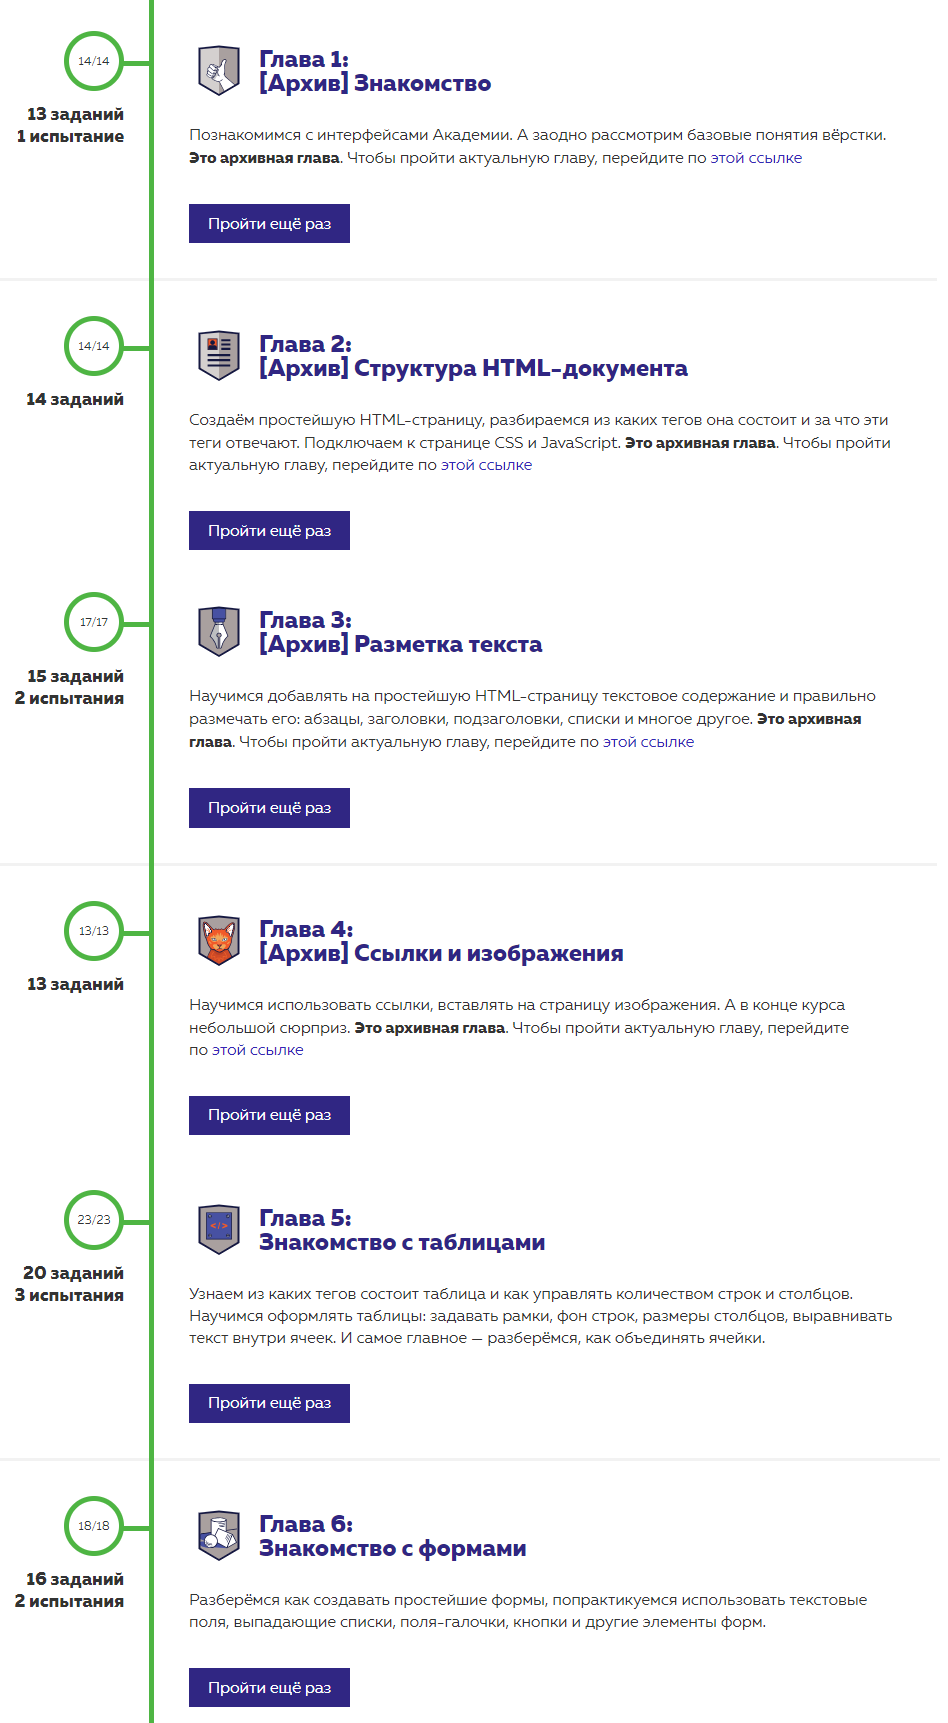 14/14
13 заданий
1 испытание
Глава 1:
[Архив] Знакомство
Познакомимся с интерфейсами Академии. А заодно рассмотрим базовые понятия вёрстки.
Это архивная глава. Чтобы пройти актуальную главу, перейдите по этой ссылке
Пройти ещё раз
14/14
14 заданий
Глава 2:
[Архив] Структура HTML-документа
Создаём простейшую HTML-страницу, разбираемся из каких тегов она состоит и за что эти
теги отвечают. Подключаем к странице CSS и JavaScript. Это архивная глава. Чтобы пройти
актуальную главу, перейдите по этой ссылке
Пройти ещё раз
17/17
15 заданий
2 испытания
Глава 3:
[Архив] Разметка текста
Научимся добавлять на простейшую HTML-страницу текстовое содержание и правильно
размечать его: абзацы, заголовки, подзаголовки, списки и многое другое. Это архивная
глава. Чтобы пройти актуальную главу, перейдите по этой ссылке
Пройти ещё раз
13/13
13 заданий
Глава 4:
[Архив] Ссылки и изображения
Научимся использовать ссылки, вставлять на страницу изображения. А в конце курса
небольшой сюрприз. Это архивная глава. Чтобы пройти актуальную главу, перейдите
по этой ссылке
Пройти ещё раз
23/23
20 заданий
3 испытания
</>
Глава 5:
Знакомство с таблицами
Узнаем из каких тегов состоит таблица и как управлять количеством строк и столбцов.
Научимся оформлять таблицы: задавать рамки, фон строк, размеры столбцов, выравнивать
текст внутри ячеек. И самое главное — разберёмся, как объединять ячейки.
Пройти ещё раз
18/18
16 заданий
2 испытания
Глава 6:
Знакомство с формами
Разберёмся как создавать простейшие формы, попрактикуемся использовать текстовые
поля, выпадающие списки, поля-галочки, кнопки и другие элементы форм.
Пройти ещё раз